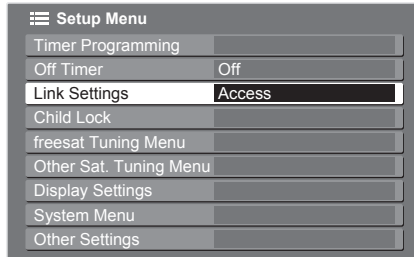 Setup Menu
Timer Programming
Off Timer Off
Link Settings Access
Child Lock
freesat Tuning Menu
Other Sat. Tuning Menu
Display Settings
System Menu
Other Settings